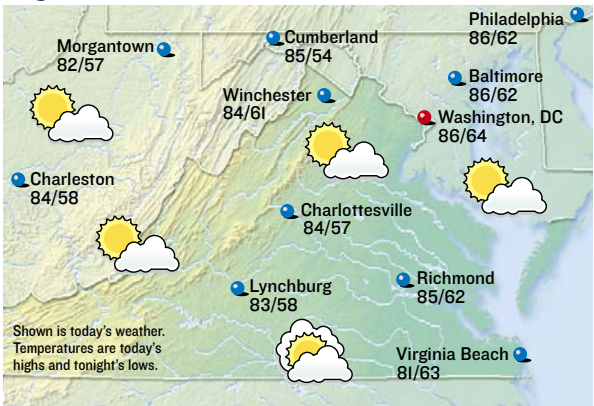 Philadelphia
86/62
Morgantown
82/57
Cumberland
85/54
Baltimore
86/62
Winchester
84/61
Washington, DC
86/64
Charleston
84/58
Charlottesville
84/57
Lynchburg
83/58
Richmond
85/62
Shown is today's weather.
Temperatures are today's
highs and tonight's lows.
Virginia Beach
81/63